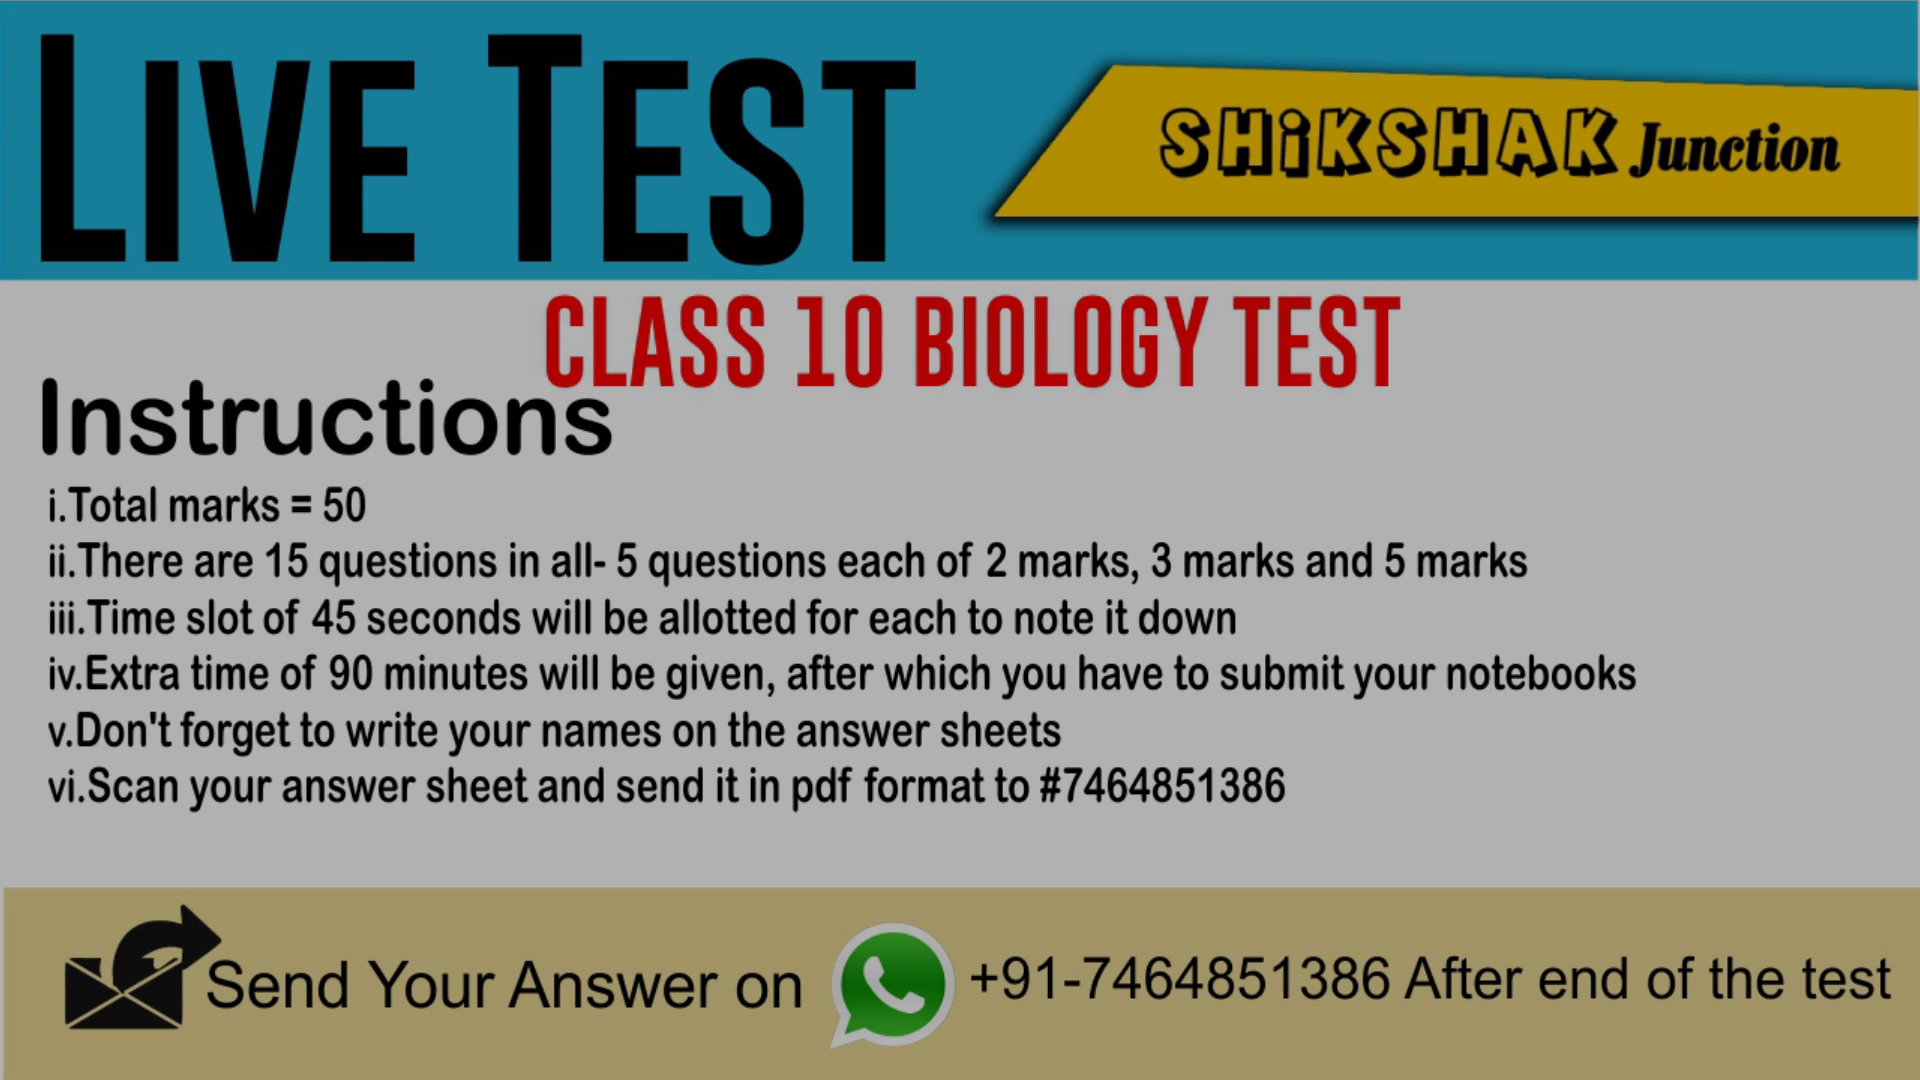 LIVE TEST
SHiKSHAK Junction
CLASS 10 BIOLOGY TEST
Instructions
i.Total marks = 50
ii.There are 15 questions in all- 5 questions each of 2 marks, 3 marks and 5 marks
iii.Time slot of 45 seconds will be allotted for each to note it down
iv.Extra time of 90 minutes will be given, after which you have to submit your notebooks
v.Don't forget to write your names on the answer sheets
vi.Scan your answer sheet and send it in pdf format to #7464851386
Send Your Answer on +91-7464851386 After end of the test